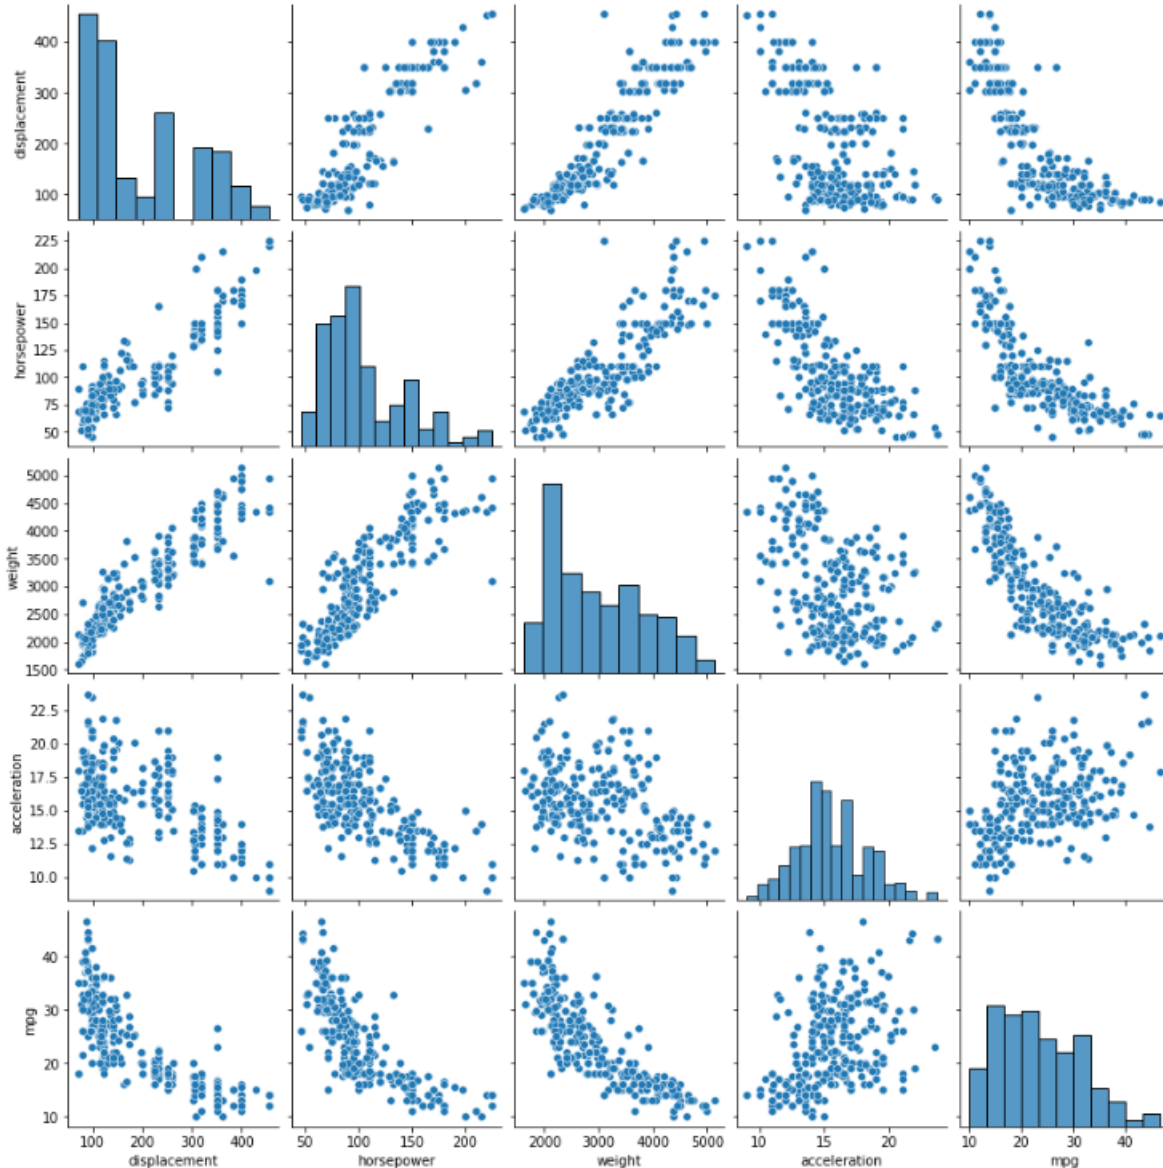 400
300
200
100
displacement
225
200
175
150
125
100
75
50
horsepower
5000
4500
4000
3500
3000
2500
2000
1500
weight
22.5
20.0
17.5
15.0
12.5
10.0
acceleration
40
30
20
10
mpg
100 200 300 400
50 100 150 200
2000 3000 4000 5000
10 15 20
10 20 30 40
displacement horsepower weight acceleration mpg